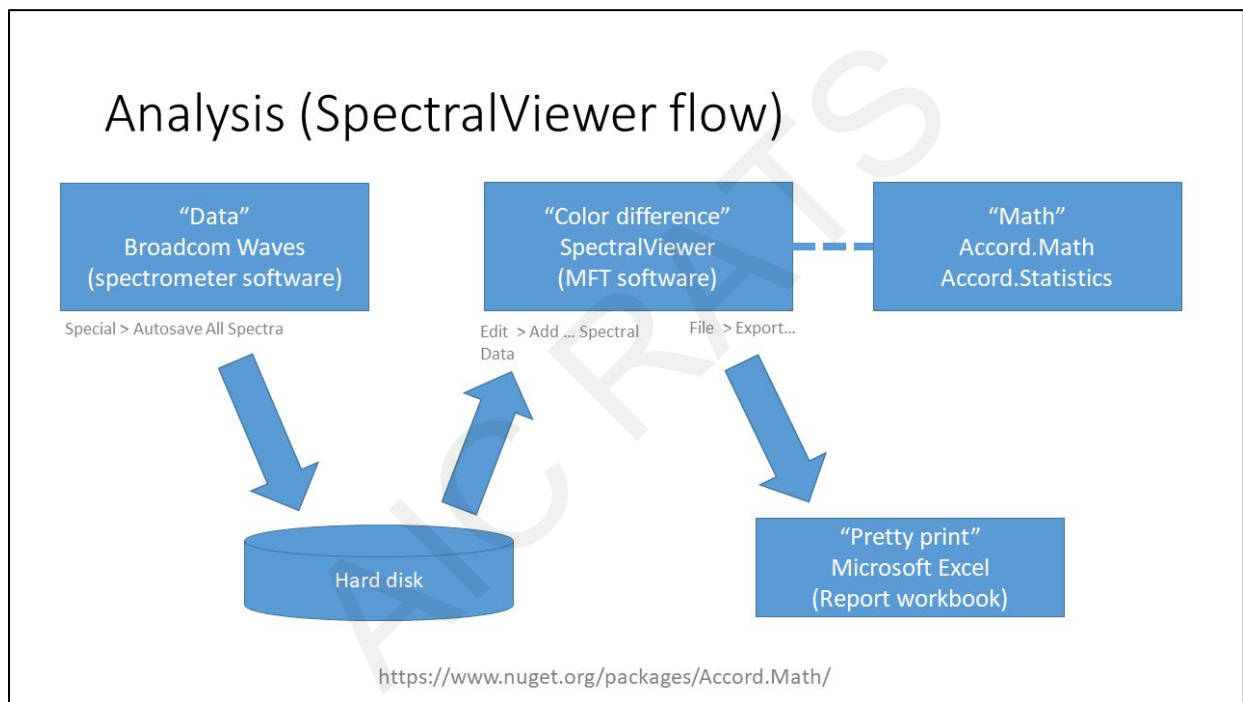 Analysis (SpectralViewer flow)
“Data”
Broadcom Waves
(spectrometer software)
“Color difference”
SpectralViewer
(MFT software)
“Math”
Accord.Math
Accord.Statistics
Special > Autosave All Spectra
Edit > Add ... Spectral
Data
File > Export...
Hard disk
“Pretty print”
Microsoft Excel
(Report workbook)
https://www.nuget.org/packages/Accord.Math/
AIC RATS